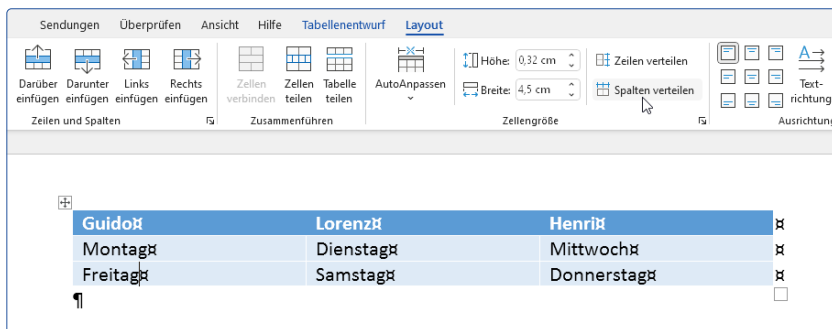 Sendungen Überprüfen Ansicht Hilfe Tabellenentwurf Layout
Darüber einfügen
Darunter einfügen
Links einfügen
Rechts einfügen
Zeilen und Spalten
Zellen verbinden
Zellen teilen
Tabelle teilen
Zusammenführen
AutoAnpassen
Höhe: 0,32 cm
Breite: 4,5 cm
Zeilen verteilen
Spalten verteilen
Zellengröße
Text-
richtung
Ausrichtung
Guido¤ Lorenz¤ Henri¤ ¤
Montag¤ Dienstag¤ Mittwoch¤ ¤
Freitag¤ Samstag¤ Donnerstag¤ ¤
¶